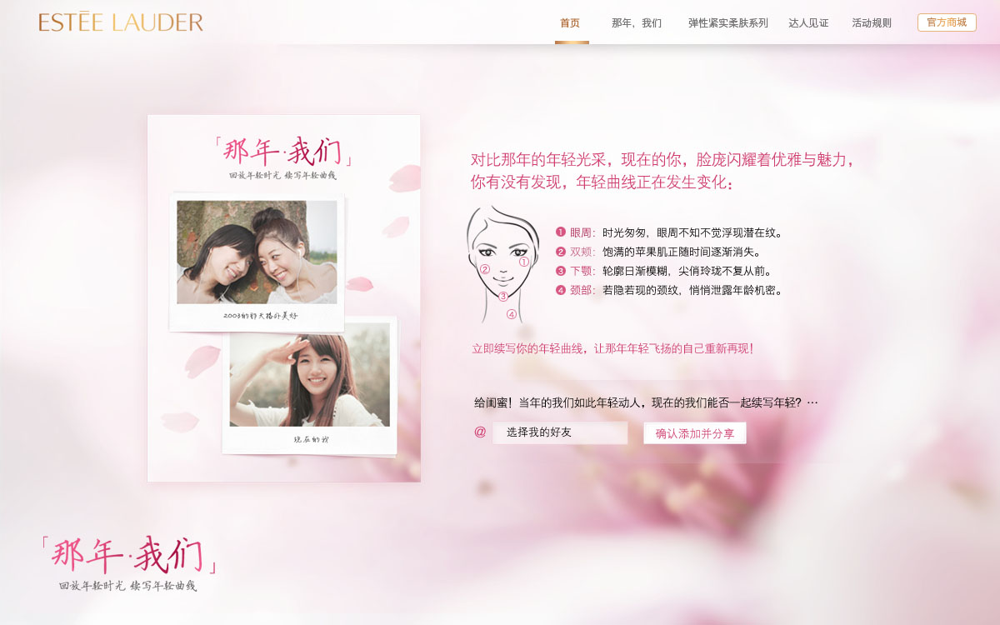 ESTĒE LAUDER
首页
那年，我们
弹性紧实柔肤系列
达人见证
活动规则
官方商城
「那年·我们」
回放年轻时光 续写年轻曲线
2003的那天格外美好
现在的我
对比那年的年轻光采，现在的你，脸庞闪耀着优雅与魅力，
你有没有发现，年轻曲线正在发生变化：
① ② ③ ④
1 眼周：时光匆匆，眼周不知不觉浮现潜在纹。
2 双颊：饱满的苹果肌正随时间逐渐消失。
3 下颚：轮廓日渐模糊，尖俏玲珑不复从前。
4 颈部：若隐若现的颈纹，悄悄泄露年龄机密。
立即续写你的年轻曲线，让那年年轻飞扬的自己重新再现！
给闺蜜！当年的我们如此年轻动人，现在的我们能否一起续写年轻？…
@ 选择我的好友
确认添加并分享
「那年·我们」
回放年轻时光 续写年轻曲线